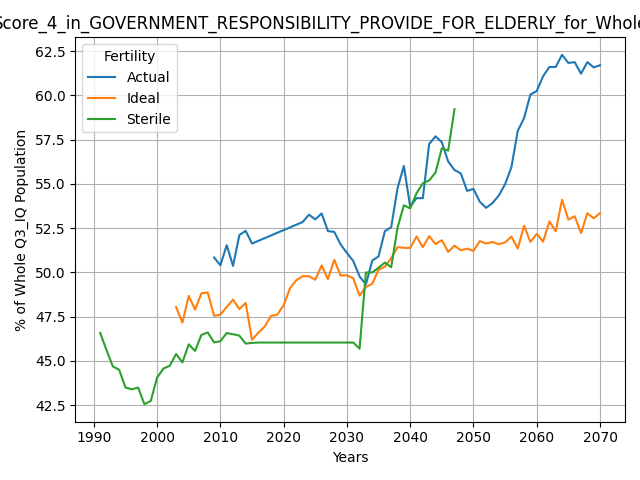 Score_4_in_GOVERNMENT_RESPONSIBILITY_PROVIDE_FOR_ELDERLY_for_Whole
Fertility
Actual
Ideal
Sterile
% of Whole Q3_IQ Population
62.5
60.0
57.5
55.0
52.5
50.0
47.5
45.0
42.5
1990 2000 2010 2020 2030 2040 2050 2060 2070
Years